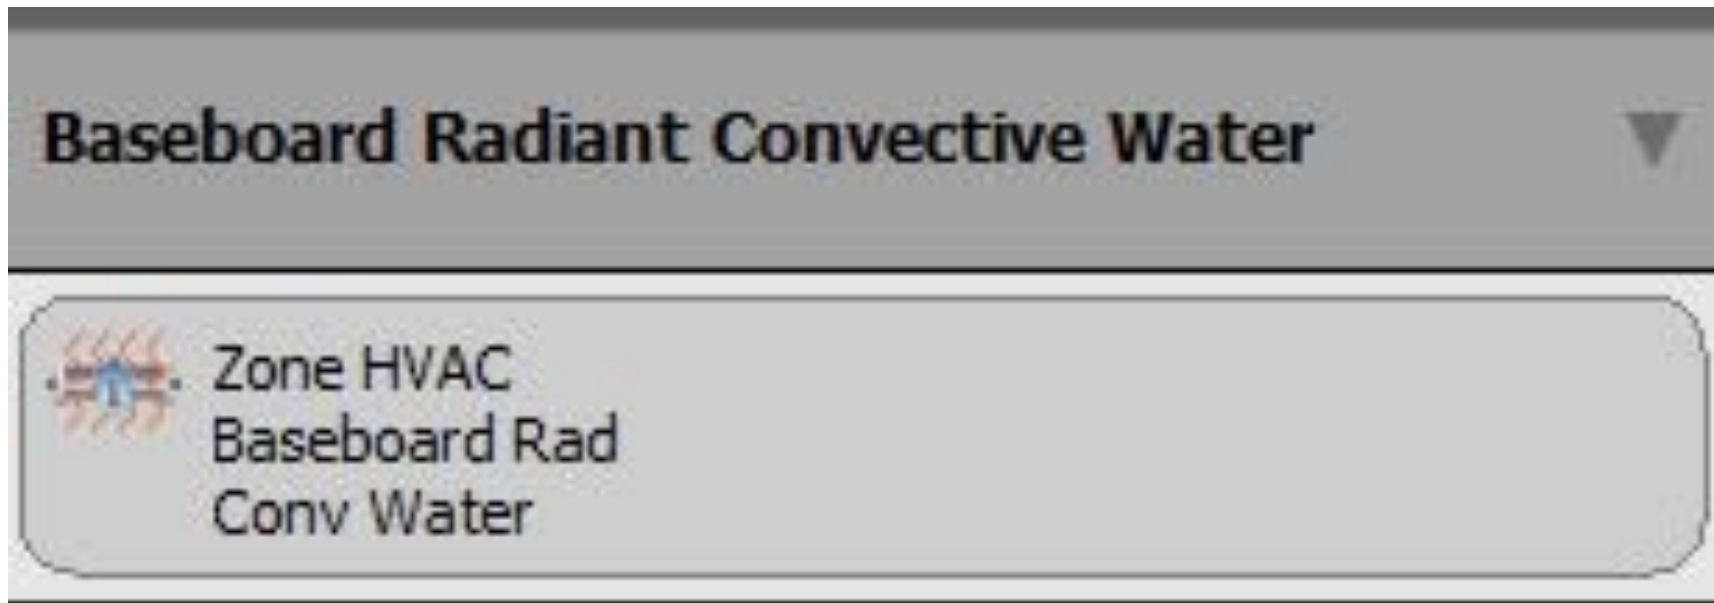 Baseboard Radiant Convective Water
Zone HVAC
Baseboard Rad
Conv Water